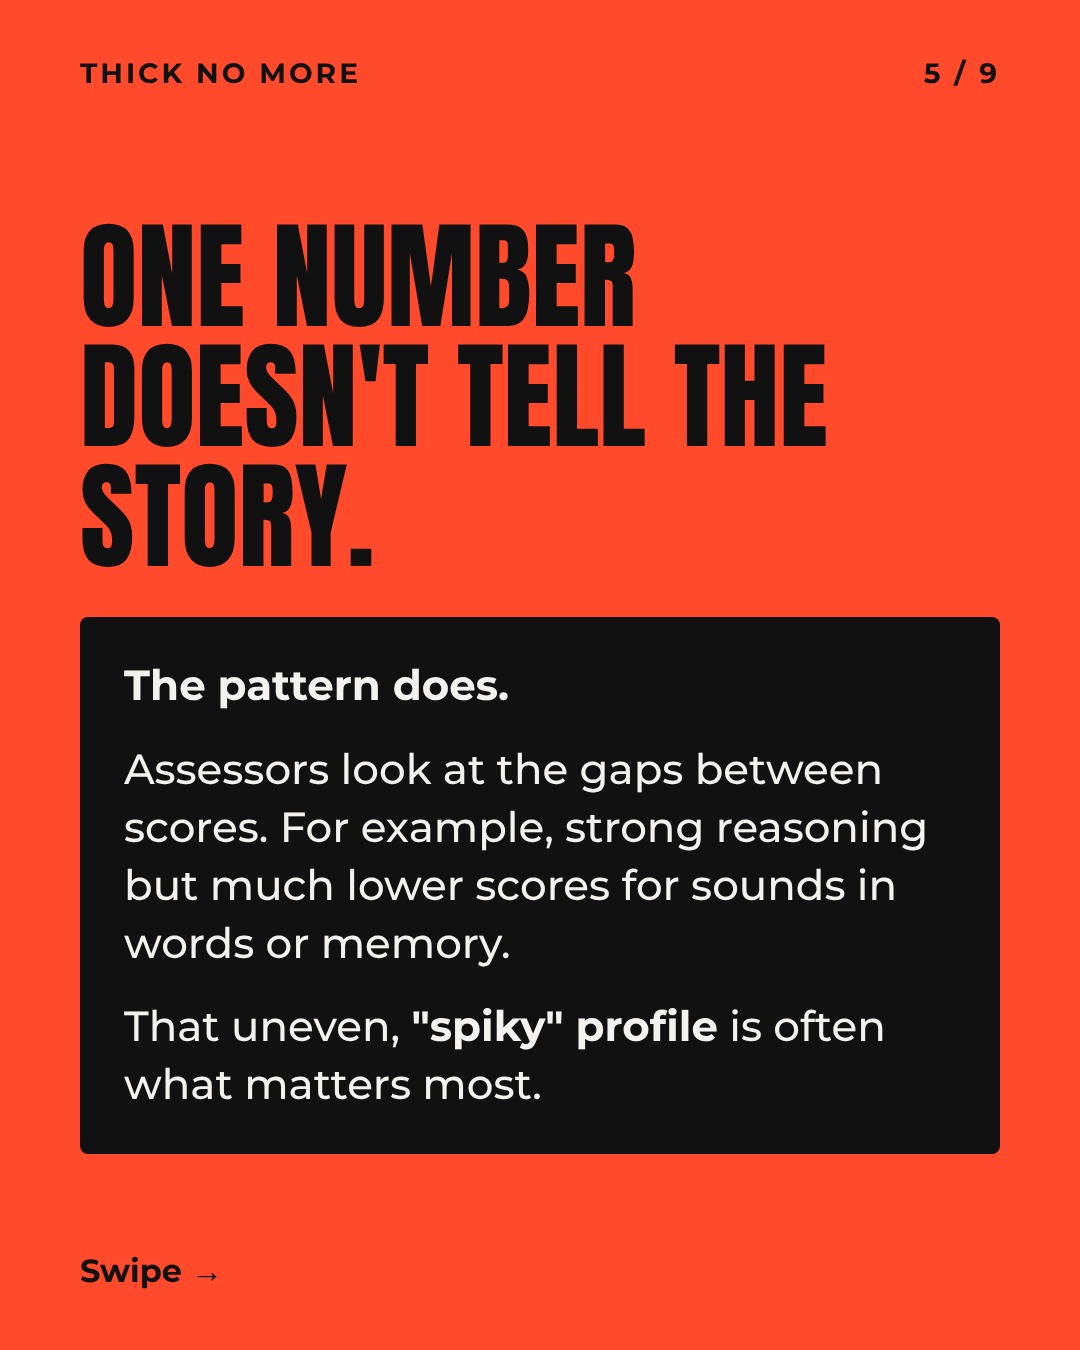 THICK NO MORE
5 / 9
ONE NUMBER
DOESN'T TELL THE
STORY.
The pattern does.
Assessors look at the gaps between
scores. For example, strong reasoning
but much lower scores for sounds in
words or memory.
That uneven, "spiky" profile is often
what matters most.
Swipe →